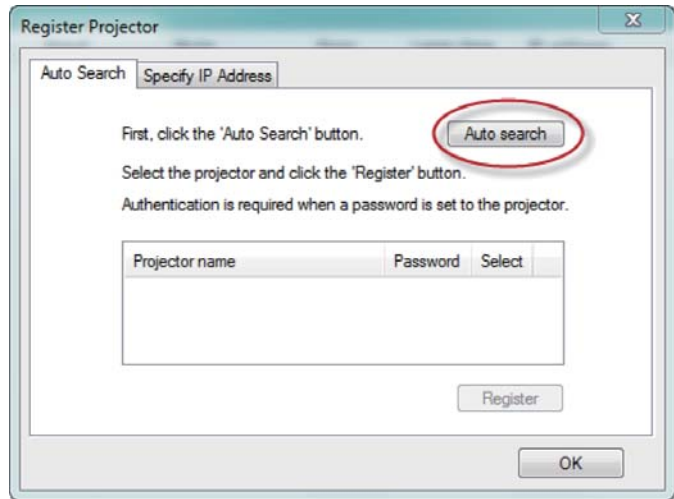 Register Projector
Auto Search Specify IP Address
First, click the 'Auto Search' button. Auto search
Select the projector and click the 'Register' button.
Authentication is required when a password is set to the projector.
Projector name Password Select
Register
OK